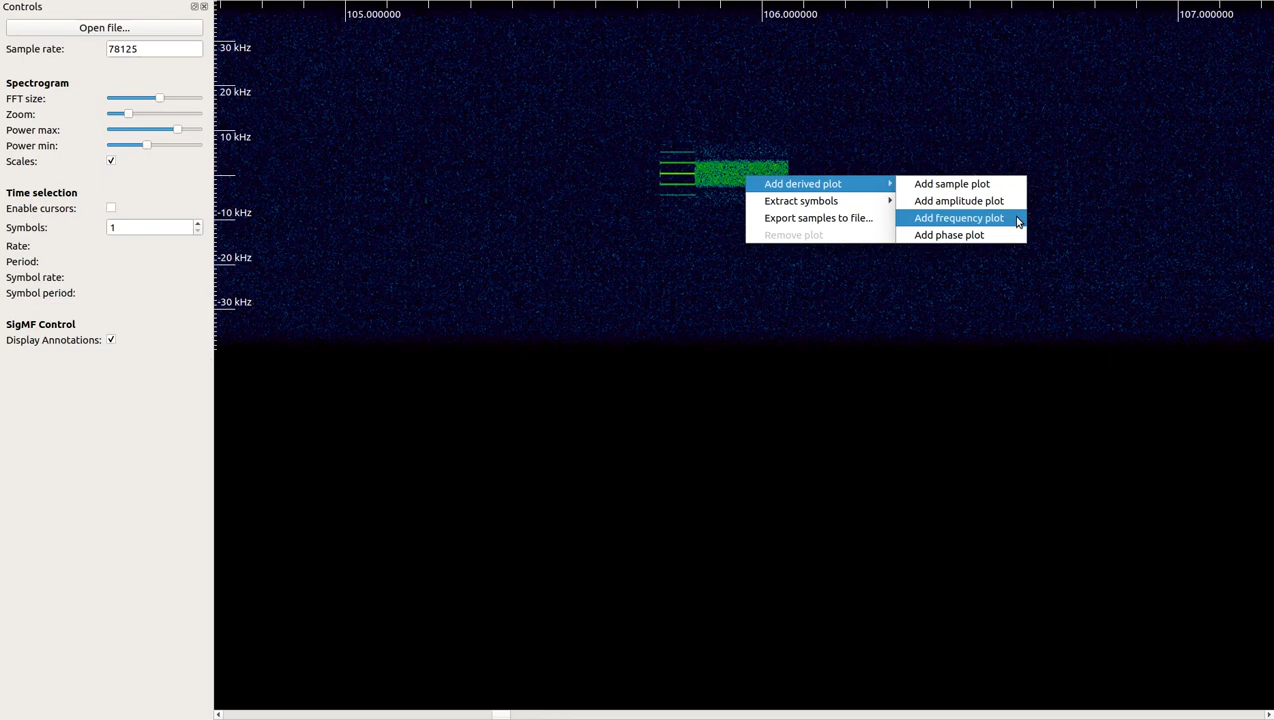 Controls
Open file...
Sample rate: 78125
Spectrogram
FFT size:
Zoom:
Power max:
Power min:
Scales:
Time selection
Enable cursors:
Symbols: 1
Rate:
Period:
Symbol rate:
Symbol period:
SigMF Control
Display Annotations:
105.000000 106.000000 107.000000
30 kHz
20 kHz
10 kHz
-10 kHz
-20 kHz
-30 kHz
Add derived plot
Extract symbols
Export samples to file...
Remove plot
Add sample plot
Add amplitude plot
Add frequency plot
Add phase plot